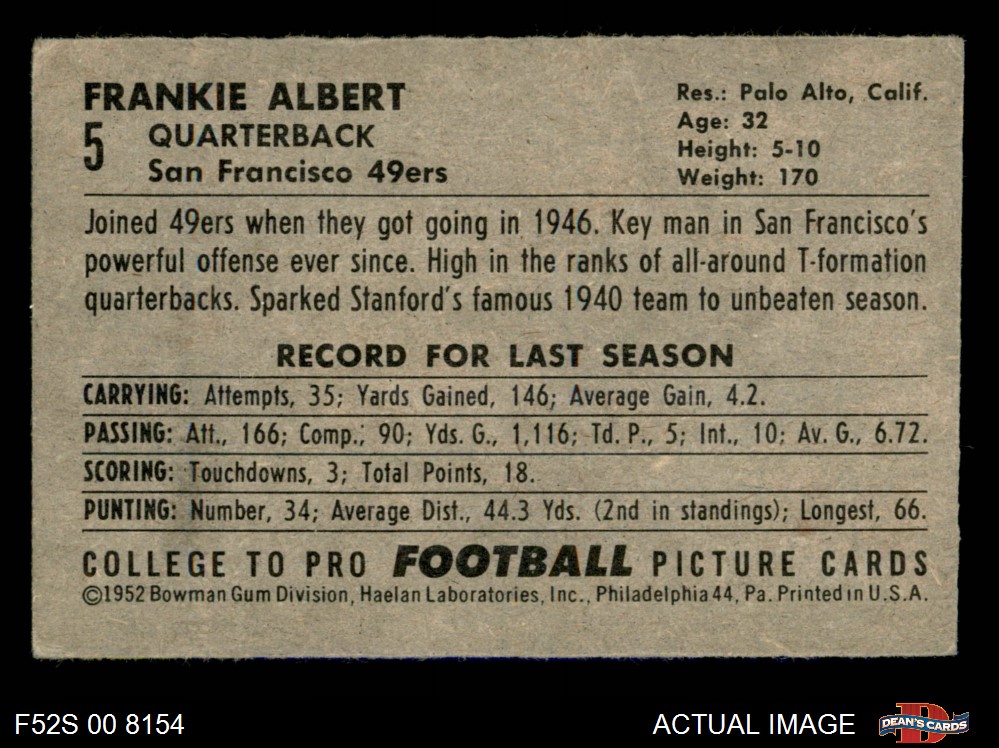 FRANKIE ALBERT
5 QUARTERBACK
San Francisco 49ers
Res.: Palo Alto, Calif.
Age: 32
Height: 5-10
Weight: 170
Joined 49ers when they got going in 1946. Key man in San Francisco's
powerful offense ever since. High in the ranks of all-around T-formation
quarterbacks. Sparked Stanford's famous 1940 team to unbeaten season.
RECORD FOR LAST SEASON
CARRYING: Attempts, 35; Yards Gained, 146; Average Gain, 4.2.
PASSING: Att., 166; Comp.; 90; Yds. G., 1,116; Td. P., 5; Int., 10; Av. G., 6.72.
SCORING: Touchdowns, 3; Total Points, 18.
PUNTING: Number, 34; Average Dist., 44.3 Yds. (2nd in standings); Longest, 66.
COLLEGE TO PRO FOOTBALL PICTURE CARDS
©1952 Bowman Gum Division, Haelan Laboratories, Inc., Philadelphia 44, Pa. Printed in U.S.A.
F52S 00 8154
ACTUAL IMAGE
D
DEAN'S CARDS